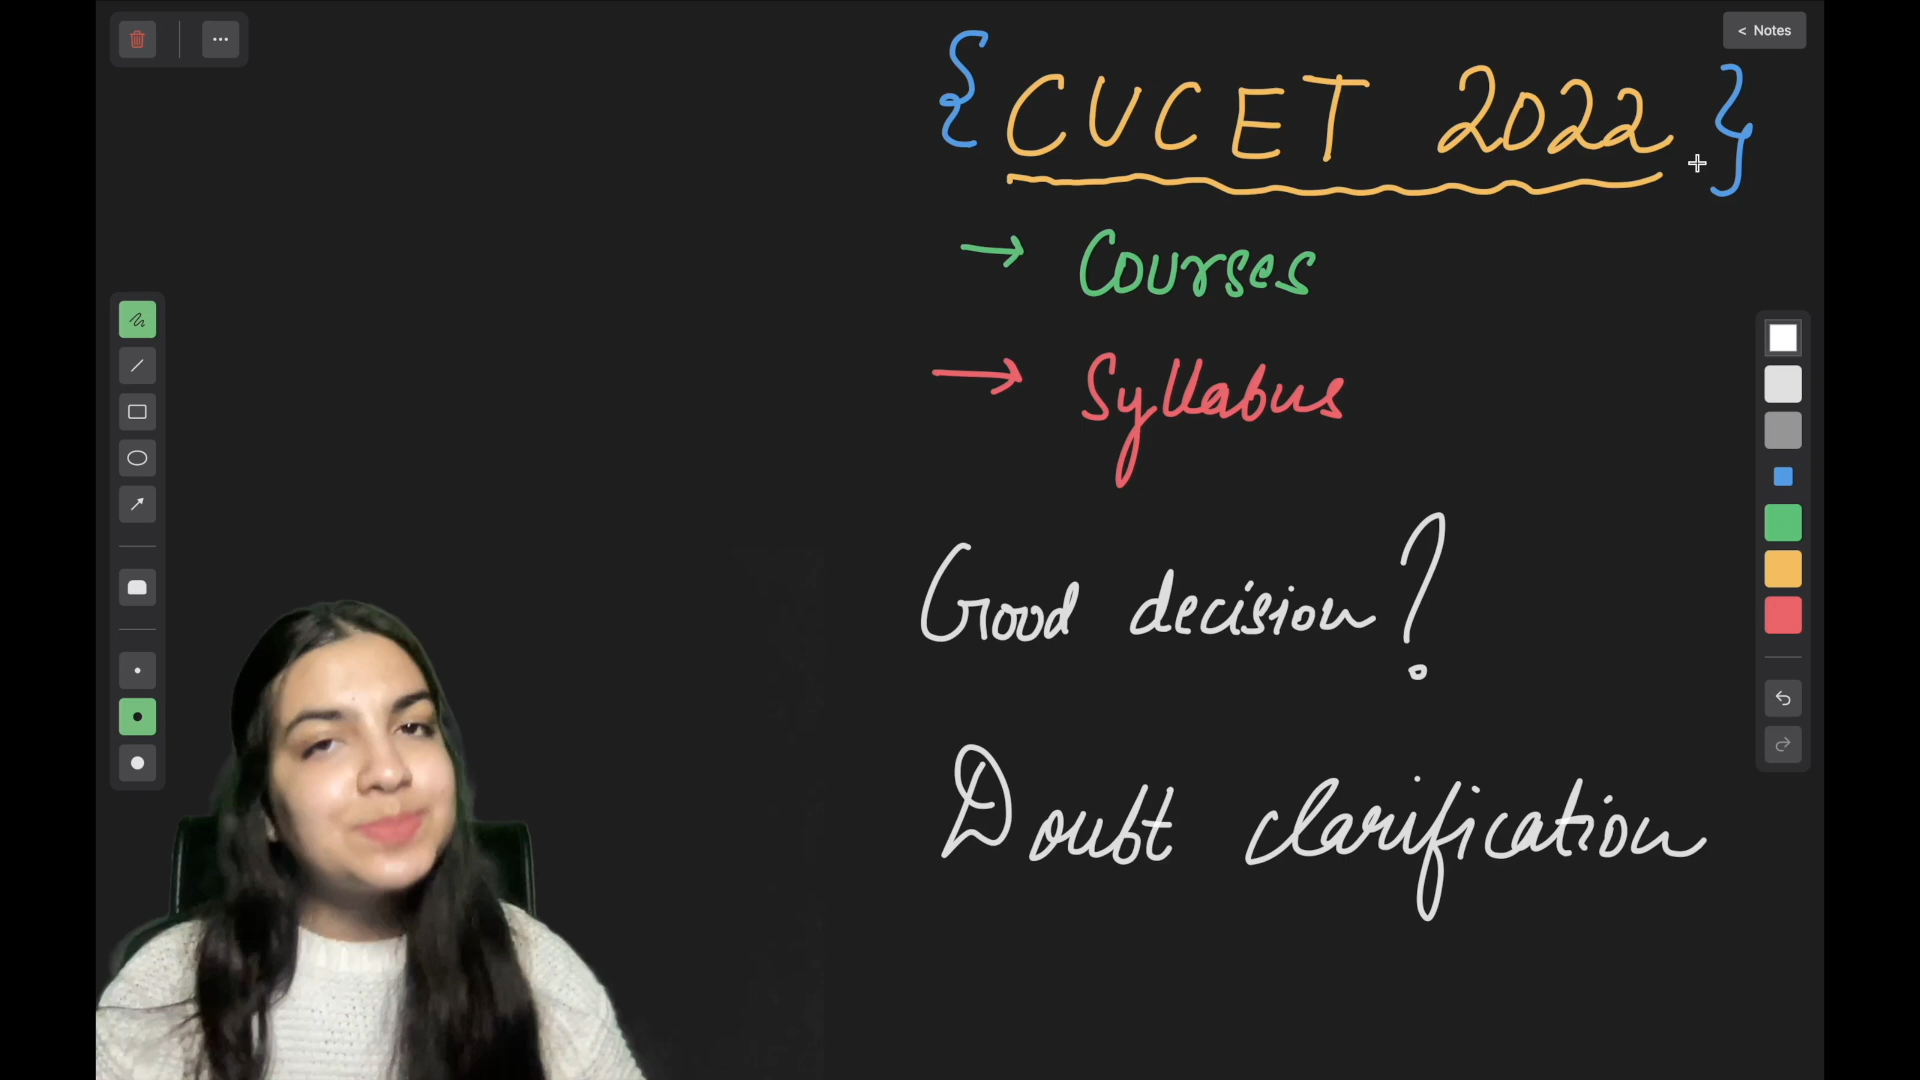 < Notes
{ CUCET 2022. }
→ Courses
→ Syllabus
Good decision?
Doubt clarification